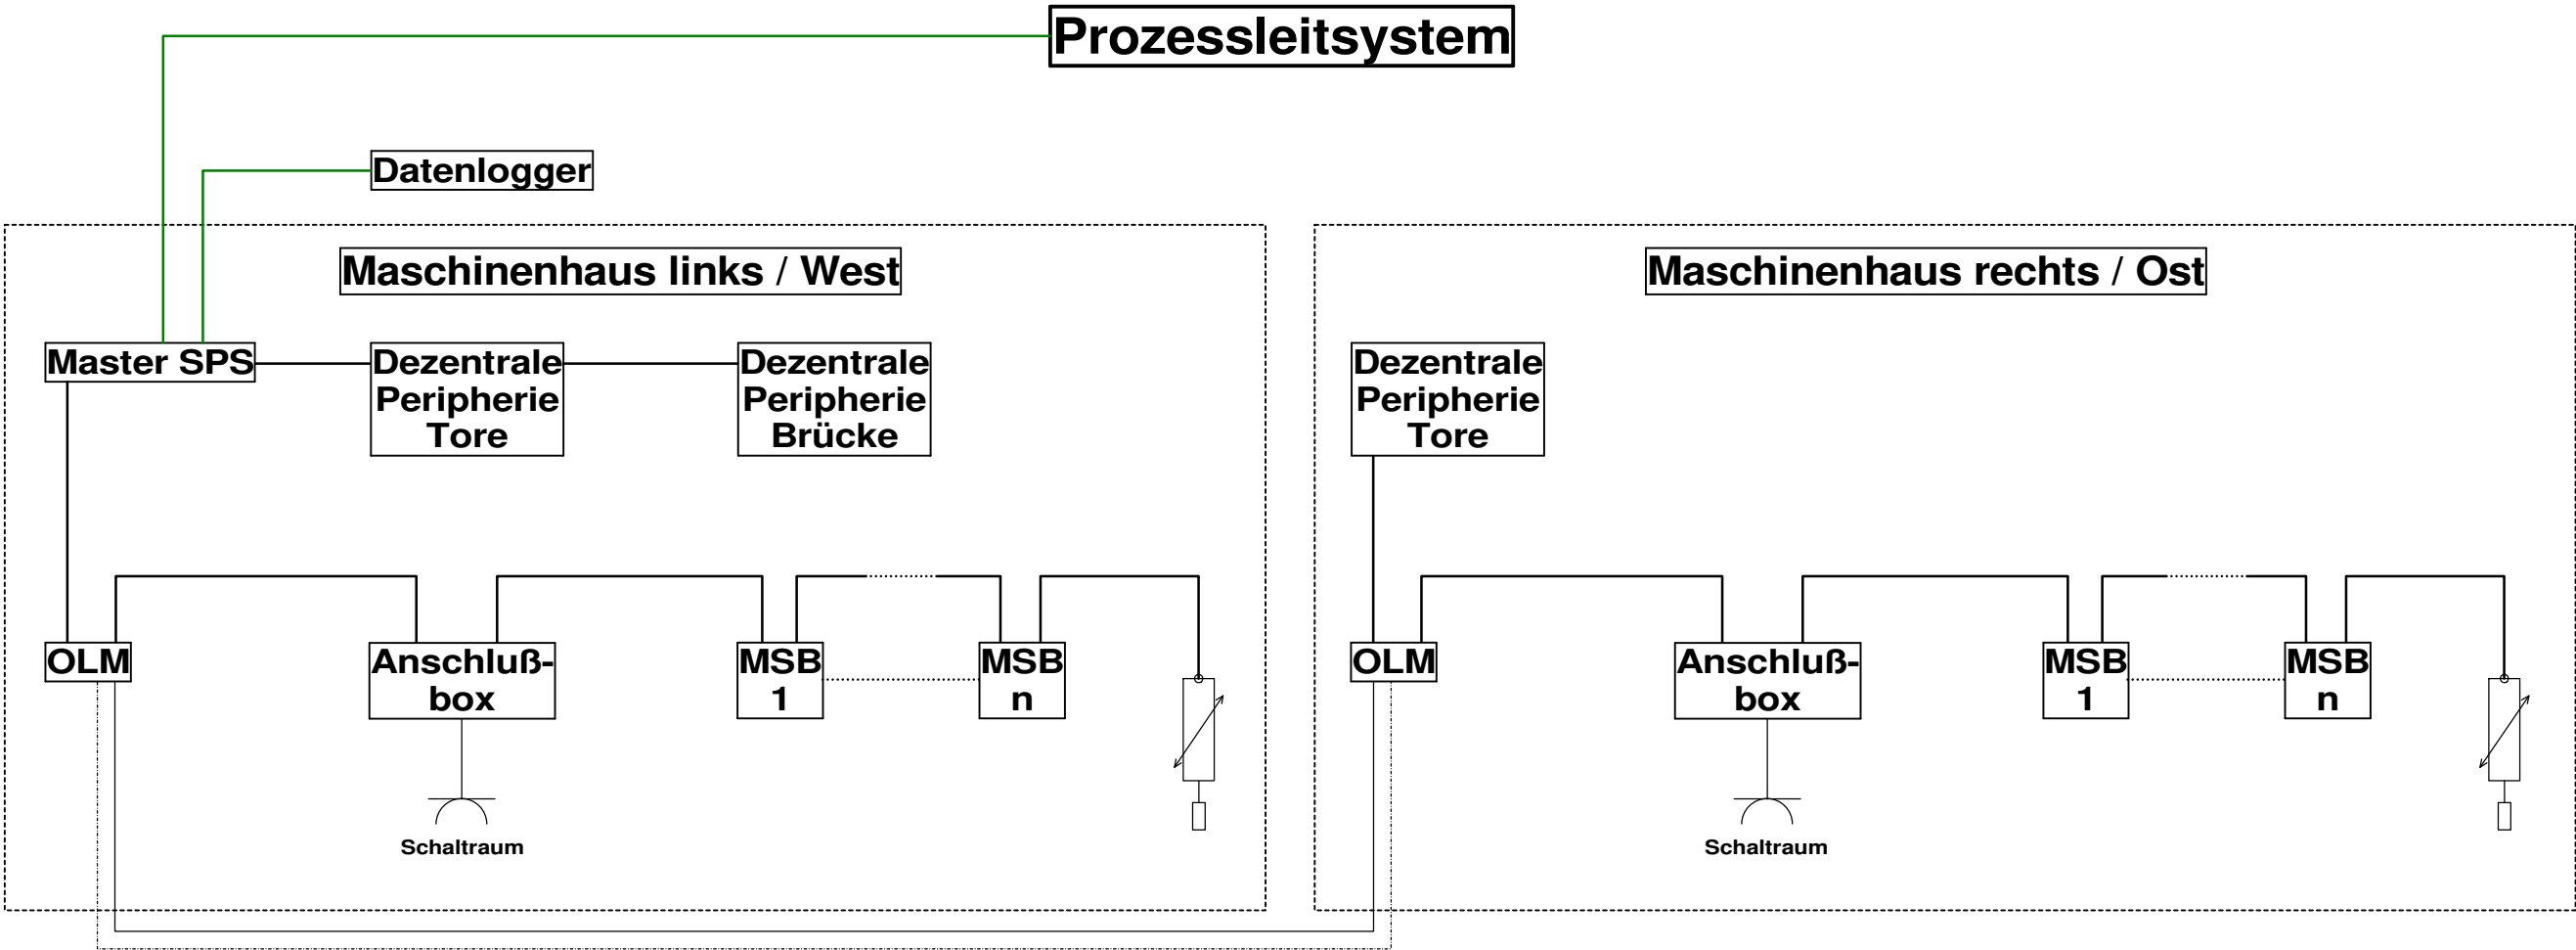 Prozessleitsystem
Datenlogger
Maschinenhaus links / West
Master SPS
Dezentrale
Peripherie
Tore
Dezentrale
Peripherie
Brücke
OLM
Anschluß-
box
MSB
1
MSB
n
Schaltraum
Maschinenhaus rechts / Ost
Dezentrale
Peripherie
Tore
OLM
Anschluß-
box
MSB
1
MSB
n
Schaltraum